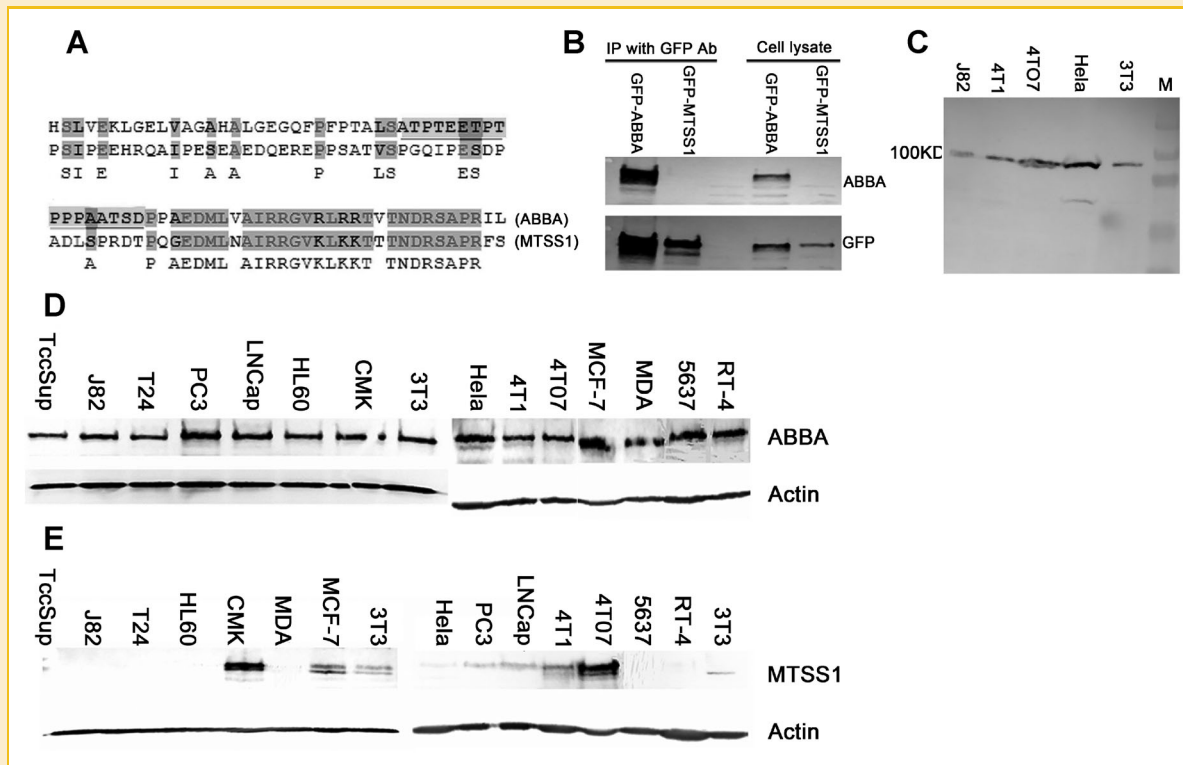 A
HSLVEKLGELVAGAHALGEGQFPFPTALSATPTEETPT
PSIPEEHRQAIPESEAEDQEREPPSATVSPGQIPESDP
SI E I A A P LS ES
PPPAATSDPPAEDMLVAIRRGVRLRRTVTNDRSAPRIL (ABBA)
ADLSPRDTPQGEDMLNAIRRGVKLKKTTTNDRSAPRFS (MTSS1)
A P AEDML AIRRGVKLKKT TNDRSAPR
B
IP with GFP Ab Cell lysate
GFP-ABBA GFP-MTSS1 GFP-ABBA GFP-MTSS1
ABBA
GFP
C
J82 4T1 4TO7 Hela 3T3 M
100KD
D
TccSup J82 T24 PC3 LNCap HL60 CMK 3T3 Hela 4T1 4T07 MCF-7 MDA 5637 RT-4
ABBA
Actin
E
TccSup J82 T24 HL60 CMK MDA MCF-7 3T3 Hela PC3 LNCap 4T1 4T07 5637 RT-4 3T3
MTSS1
Actin